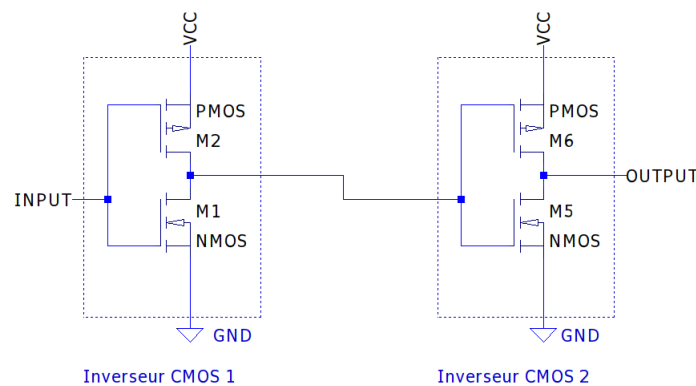 VCC
VCC
PMOS
M2
PMOS
M6
INPUT
OUTPUT
M1
NMOS
M5
NMOS
GND
GND
Inverseur CMOS 1
Inverseur CMOS 2